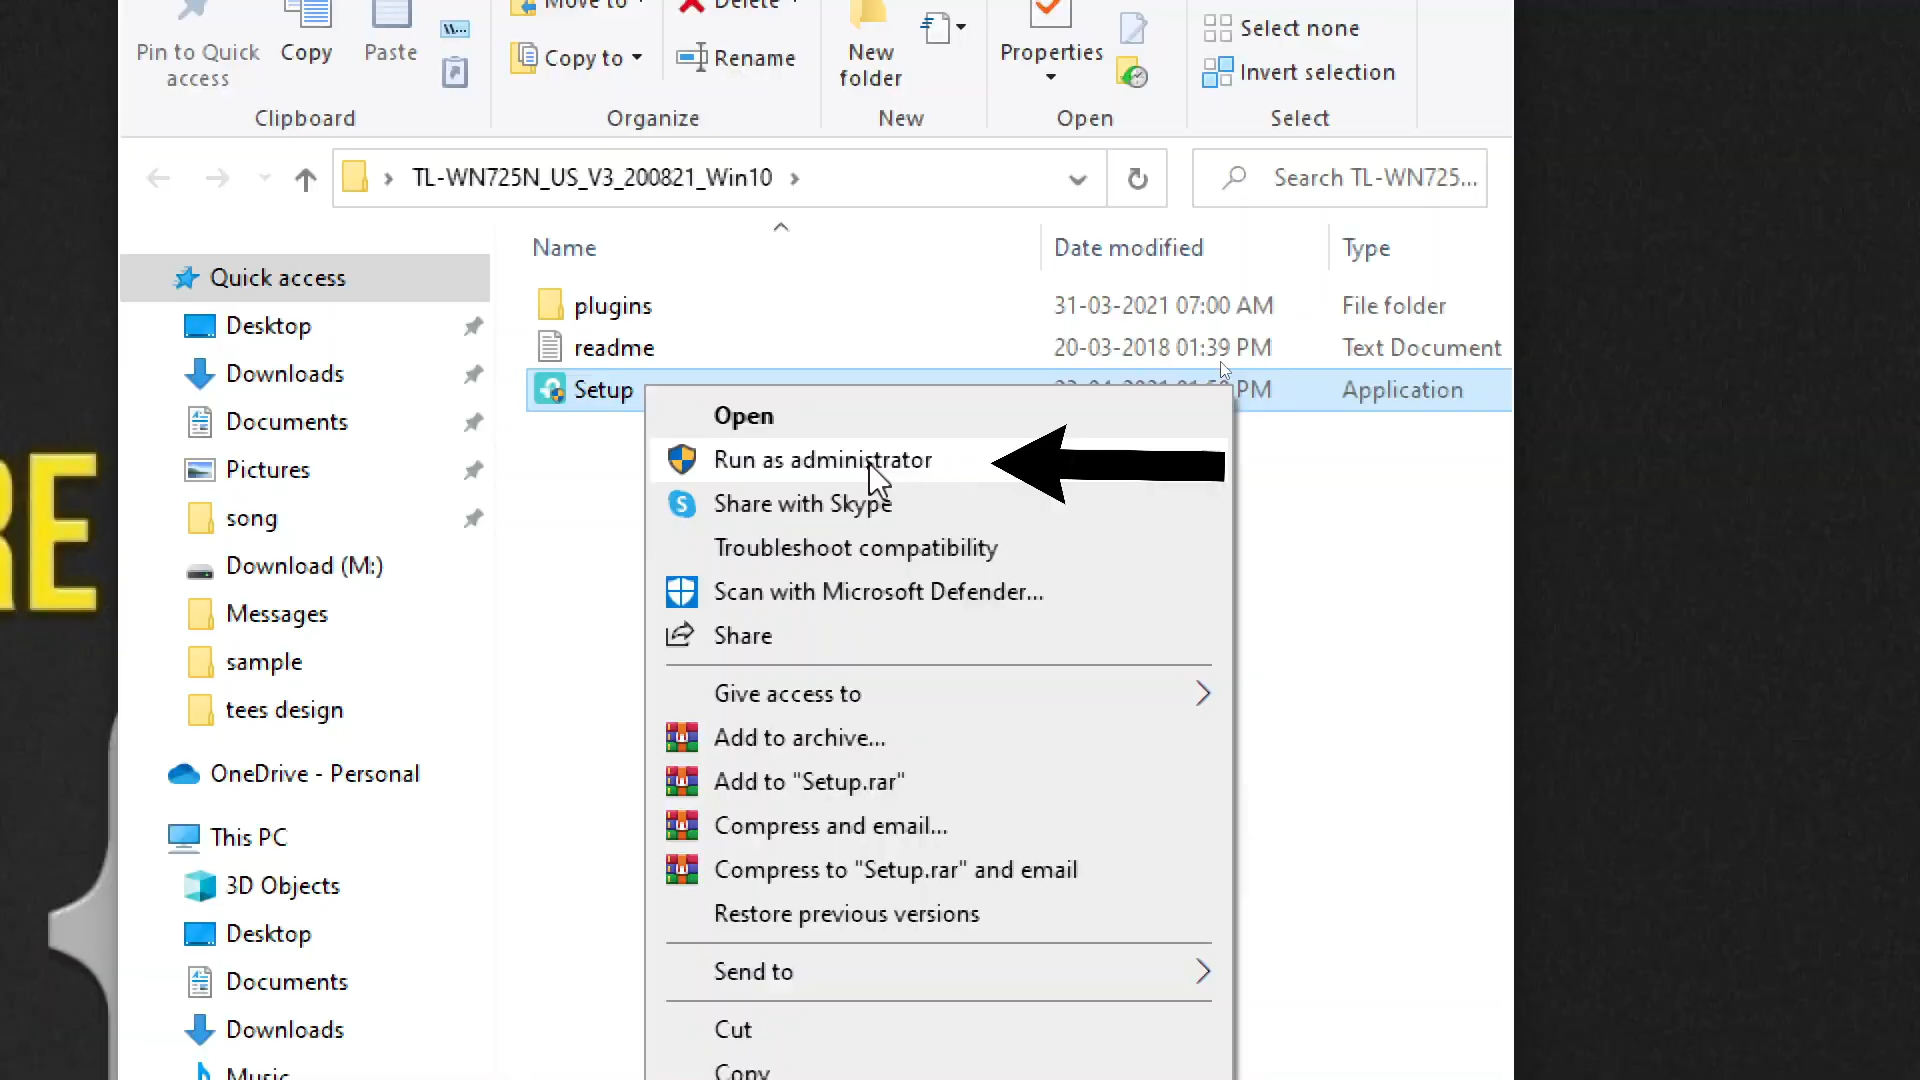 Move to
Delete
Pin to Quick
access
Copy
Paste
W...
Copy to
Rename
New
folder
Properties
Select none
Invert selection
Clipboard
Organize
New
Open
Select
TL-WN725N_US_V3_200821_Win10
Search TL-WN725...
Name
Date modified
Type
Quick access
plugins
31-03-2021 07:00 AM
File folder
Desktop
readme
20-03-2018 01:39 PM
Text Document
Downloads
Setup
PM
Application
Documents
Open
Pictures
Run as administrator
song
Share with Skype
Download (M:)
Troubleshoot compatibility
Messages
Scan with Microsoft Defender...
sample
Share
tees design
Give access to
Add to archive...
OneDrive - Personal
Add to "Setup.rar"
This PC
Compress and email...
3D Objects
Compress to "Setup.rar" and email
Desktop
Restore previous versions
Documents
Send to
Downloads
Cut
Music
Copy
RE